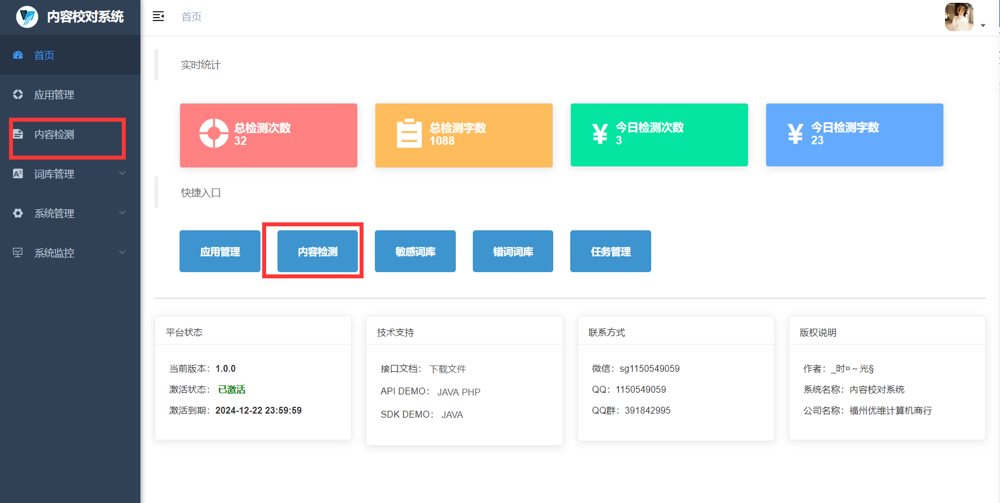 内容校对系统
首页
首页
应用管理
内容检测
词库管理
系统管理
系统监控
实时统计
总检测次数
32
总检测字数
1088
今日检测次数
3
今日检测字数
23
快捷入口
应用管理
内容检测
敏感词库
错词词库
任务管理
平台状态
当前版本：1.0.0
激活状态：已激活
激活到期：2024-12-22 23:59:59
技术支持
接口文档：下载文件
API DEMO： JAVA PHP
SDK DEMO： JAVA
联系方式
微信：sg1150549059
QQ：1150549059
QQ群：391842995
版权说明
作者：_时¤～光§
系统名称：内容校对系统
公司名称：福州优维计算机商行